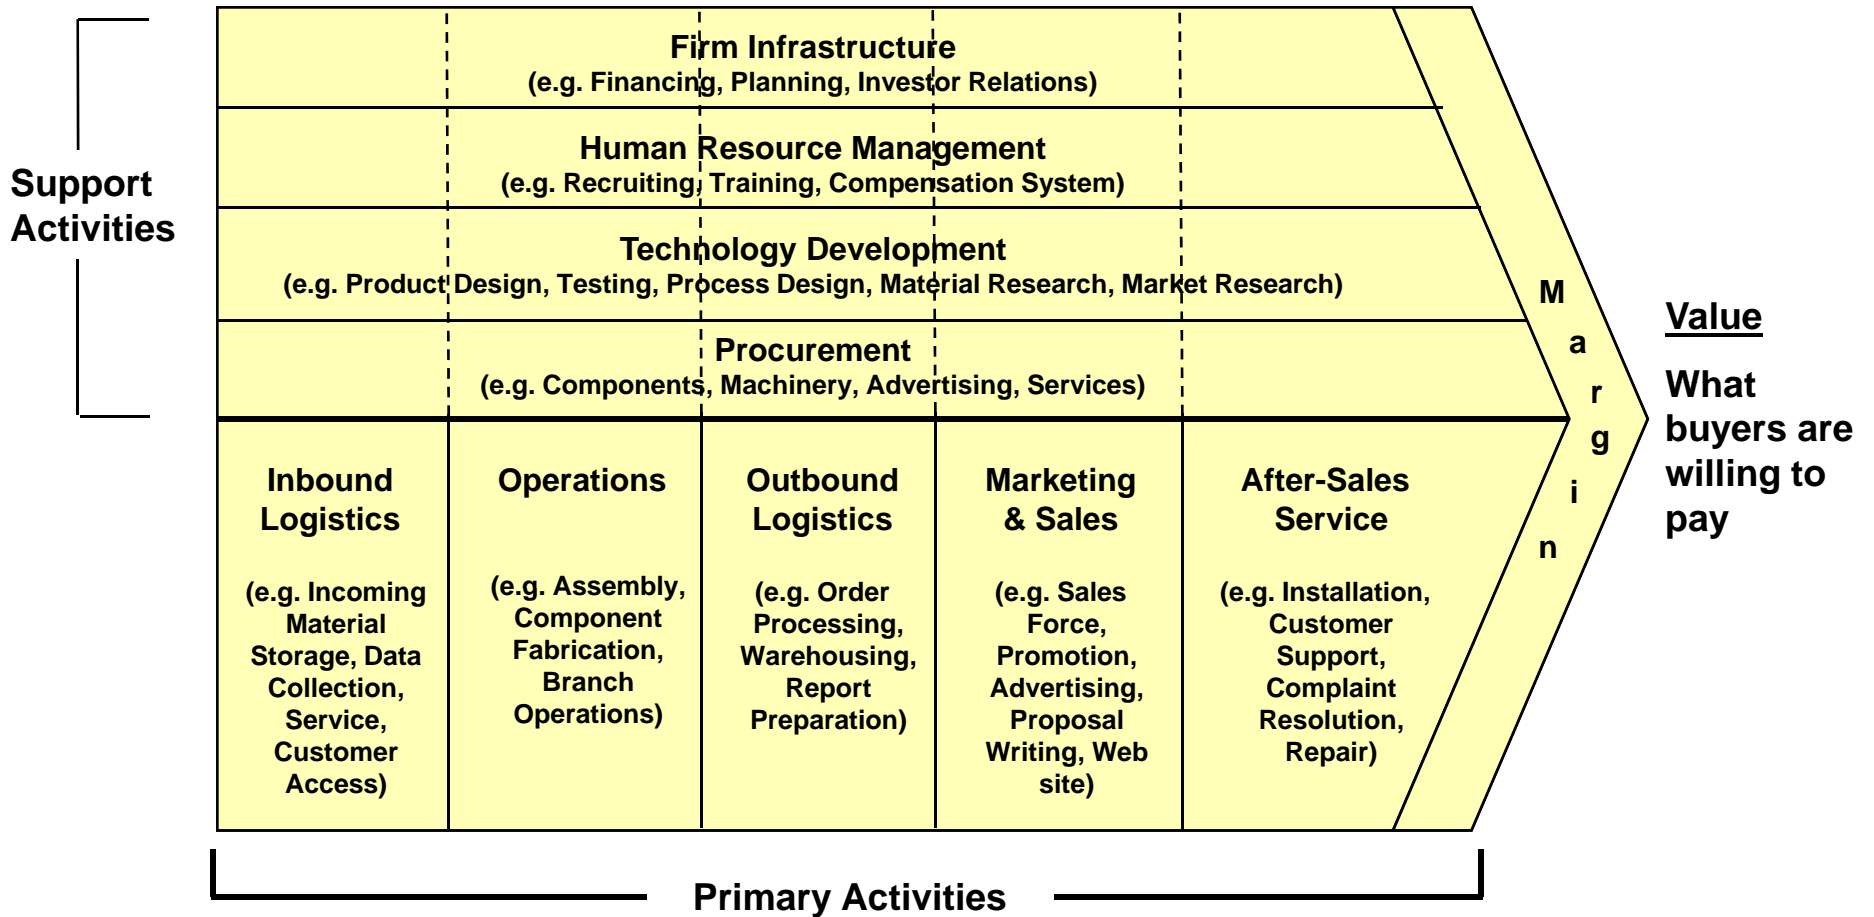 Support
Activities
Firm Infrastructure
(e.g. Financing, Planning, Investor Relations)
Human Resource Management
(e.g. Recruiting, Training, Compensation System)
Technology Development
(e.g. Product Design, Testing, Process Design, Material Research, Market Research)
Procurement
(e.g. Components, Machinery, Advertising, Services)
Inbound
Logistics
(e.g. Incoming
Material
Storage, Data
Collection,
Service,
Customer
Access)
Operations
(e.g. Assembly,
Component
Fabrication,
Branch
Operations)
Outbound
Logistics
(e.g. Order
Processing,
Warehousing,
Report
Preparation)
Marketing
& Sales
(e.g. Sales
Force,
Promotion,
Advertising,
Proposal
Writing, Web
site)
After-Sales
Service
(e.g. Installation,
Customer
Support,
Complaint
Resolution,
Repair)
Margin
Value
What
buyers are
willing to
pay
Primary Activities